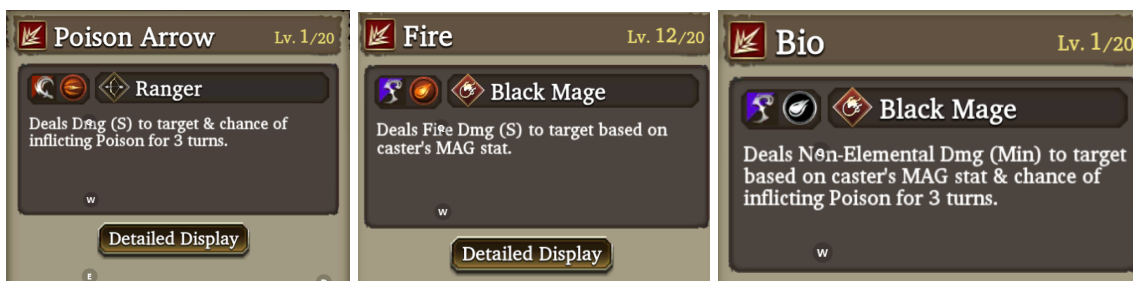 Poison Arrow Lv. 1/20
Ranger
Deals Dmg (S) to target & chance of
inflicting Poison for 3 turns.
W
Detailed Display
E
Fire Lv. 12/20
Black Mage
Deals Fire Dmg (S) to target based on
caster's MAG stat.
W
Detailed Display
Bio Lv. 1/20
Black Mage
Deals Non-Elemental Dmg (Min) to target
based on caster's MAG stat & chance of
inflicting Poison for 3 turns.
W